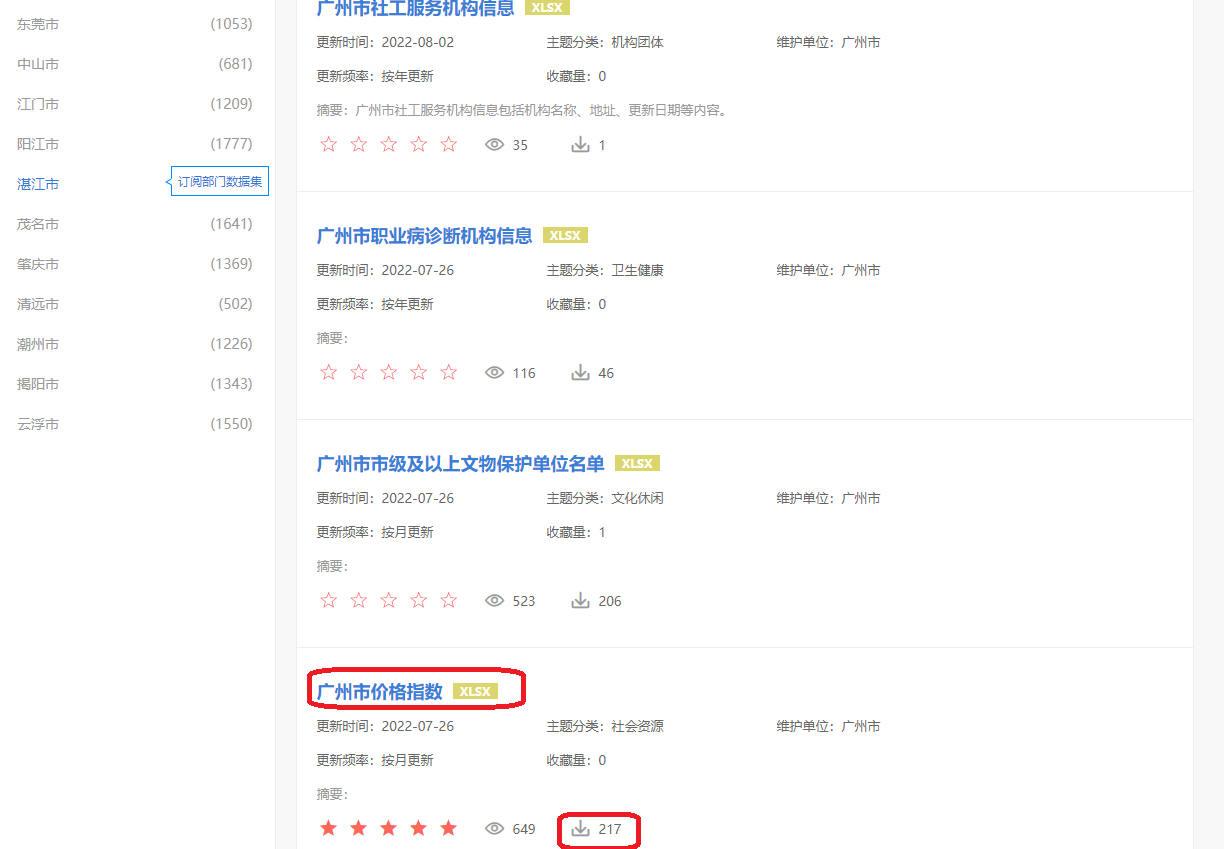 东莞市 (1053)
中山市 (681)
江门市 (1209)
阳江市 (1777)
湛江市 订阅部门数据集
茂名市 (1641)
肇庆市 (1369)
清远市 (502)
潮州市 (1226)
揭阳市 (1343)
云浮市 (1550)
广州市社工服务机构信息 XLSX
更新时间：2022-08-02 主题分类：机构团体 维护单位：广州市
更新频率：按年更新 收藏量：0
摘要：广州市社工服务机构信息包括机构名称、地址、更新日期等内容。
35 1
广州市职业病诊断机构信息 XLSX
更新时间：2022-07-26 主题分类：卫生健康 维护单位：广州市
更新频率：按年更新 收藏量：0
摘要：
116 46
广州市市级及以上文物保护单位名单 XLSX
更新时间：2022-07-26 主题分类：文化休闲 维护单位：广州市
更新频率：按月更新 收藏量：1
摘要：
523 206
广州市价格指数 XLSX
更新时间：2022-07-26 主题分类：社会资源 维护单位：广州市
更新频率：按月更新 收藏量：0
摘要：
649 217